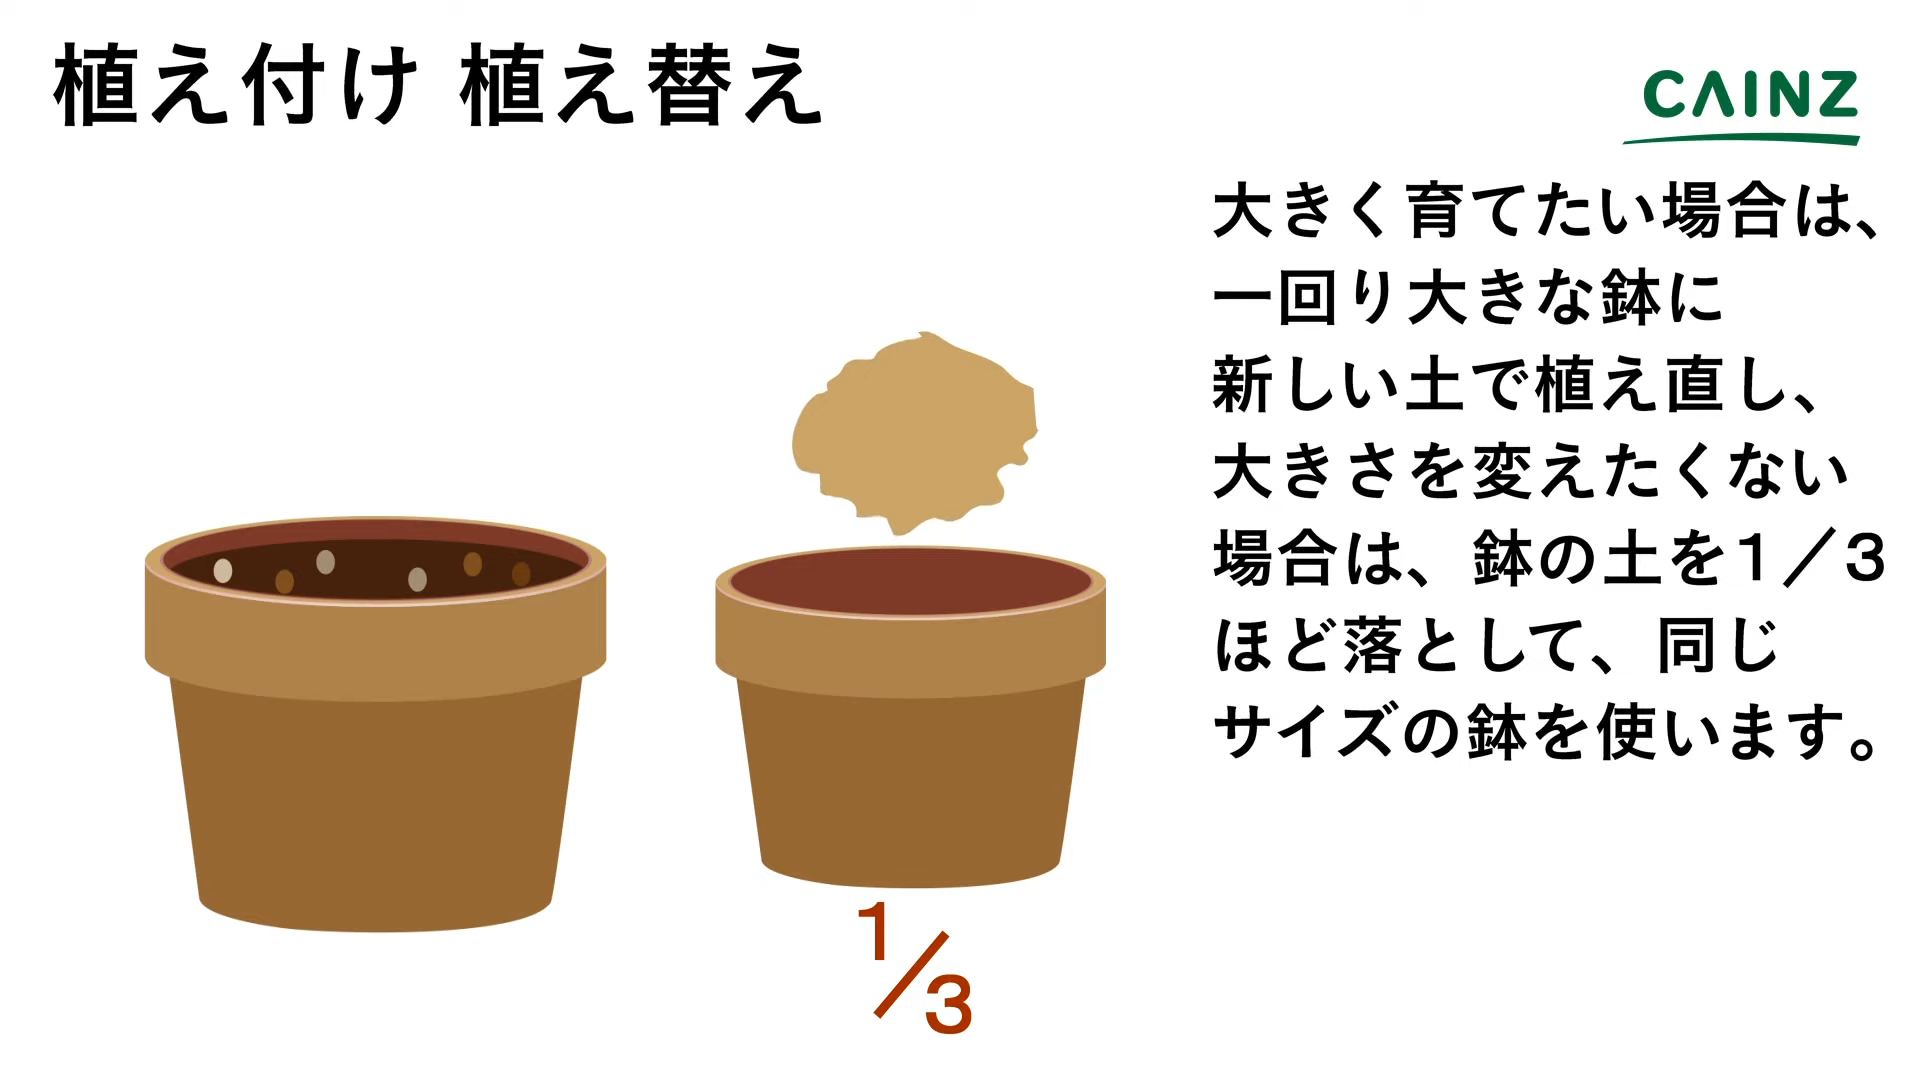 植え付け 植え替え
CAINZ
大きく育てたい場合は、
一回り大きな鉢に
新しい土で植え直し、
大きさを変えたくない
場合は、鉢の土を1／3
ほど落として、同じ
サイズの鉢を使います。
1/3